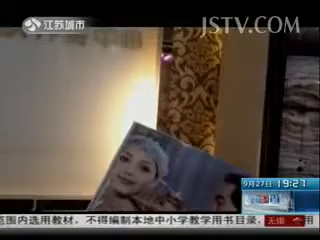 江苏城市
JSTV.COM
9月27日 19:27
范围内选用教材，不得编制本地中小学教学用书目录。
无锡
用